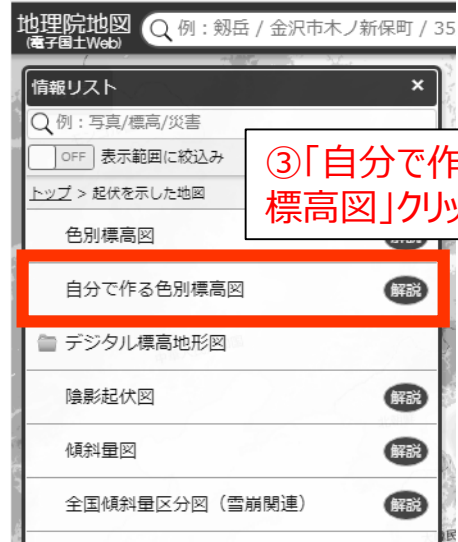 地理院地図
(電子国土Web)
例：剱岳 / 金沢市木ノ新保町 / 35
情報リスト
×
例：写真/標高/災害
OFF 表示範囲に絞込み
トップ > 起伏を示した地図
③「自分で作
標高図」クリッ
色別標高図
自分で作る色別標高図 解説
デジタル標高地形図
陰影起伏図 解説
傾斜量図 解説
全国傾斜量区分図（雪崩関連） 解説